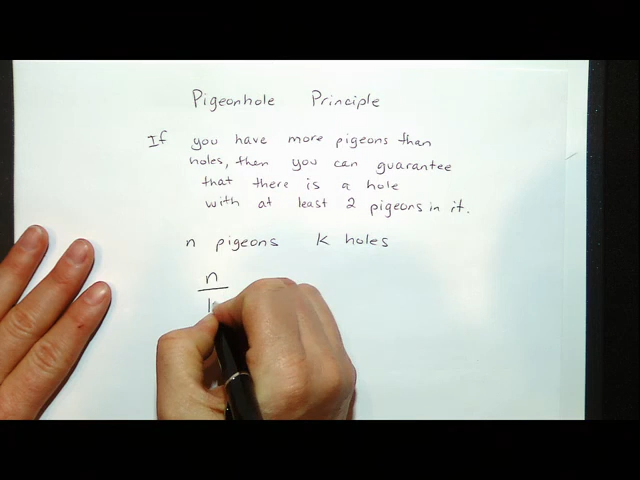 Pigeonhole Principle
If you have more pigeons than
holes, then you can guarantee
that there is a hole
with at least 2 pigeons in it.
n pigeons k holes
n